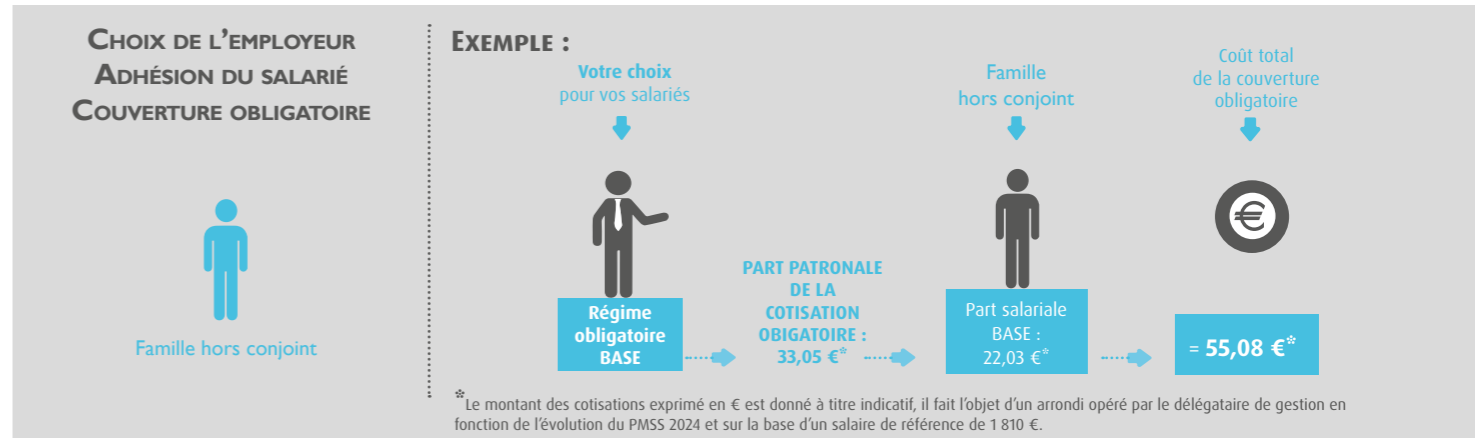 CHOIX DE L'EMPLOYEUR
ADHÉSION DU SALARIÉ
COUVERTURE OBLIGATOIRE
Famille hors conjoint
EXEMPLE :
Votre choix
pour vos salariés
Famille
hors conjoint
Coût total
de la couverture
obligatoire
€
Régime
obligatoire
BASE
PART PATRONALE
DE LA
COTISATION
OBIGATOIRE :
33,05 €*
Part salariale
BASE :
22,03 €*
= 55,08 €*
*Le montant des cotisations exprimé en € est donné à titre indicatif, il fait l'objet d'un arrondi opéré par le délégataire de gestion en
fonction de l'évolution du PMSS 2024 et sur la base d'un salaire de référence de 1 810 €.